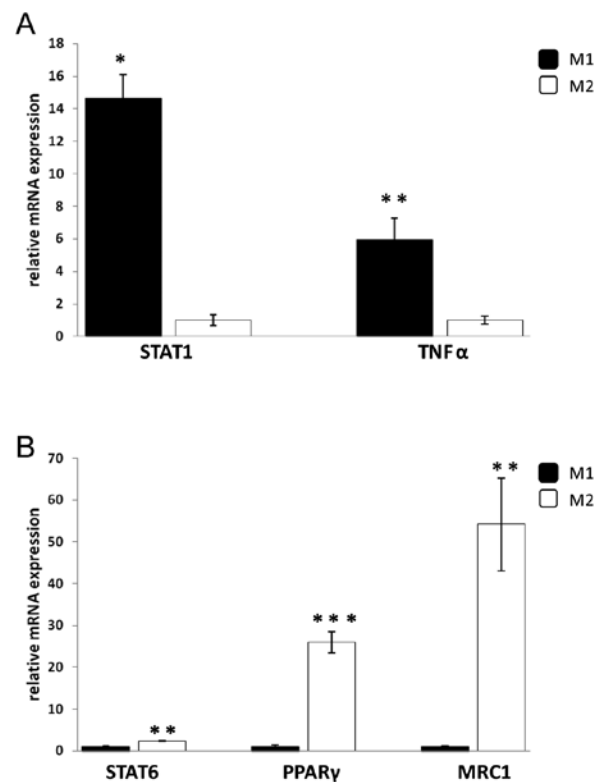 A
relative mRNA expression
18
16
14
12
10
8
6
4
2
0
*
**
STAT1
TNFα
M1
M2
B
relative mRNA expression
70
60
50
40
30
20
10
0
**
***
**
STAT6
PPARγ
MRC1
M1
M2